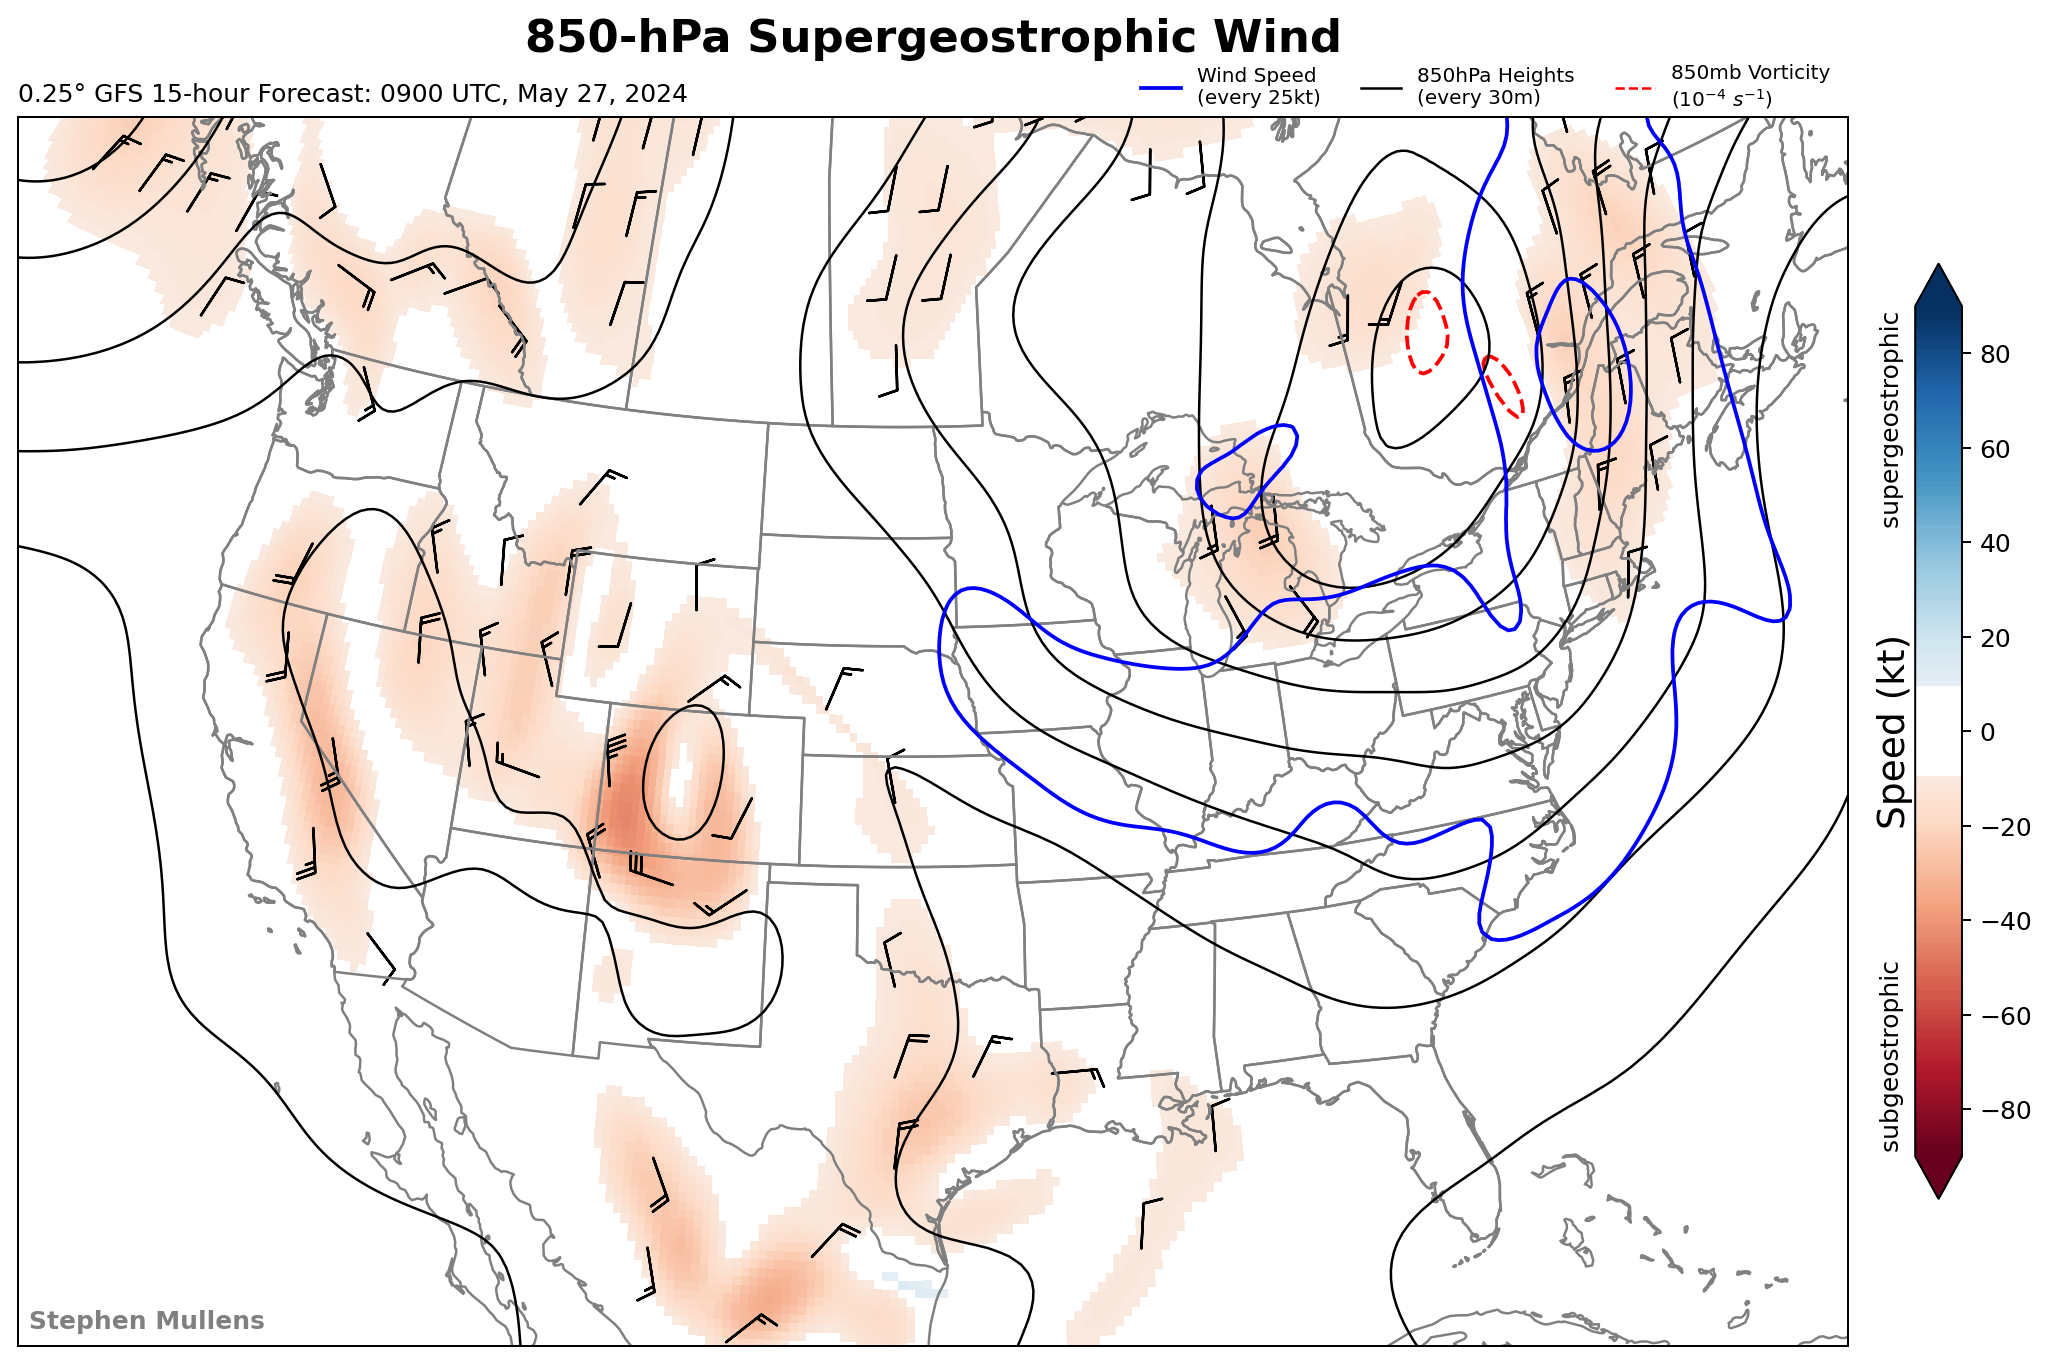 850-hPa Supergeostrophic Wind
0.25° GFS 15-hour Forecast: 0900 UTC, May 27, 2024
Wind Speed
(every 25kt)
850hPa Heights
(every 30m)
850mb Vorticity
(10⁻⁴ s⁻¹)
supergeostrophic
Speed (kt)
subgeostrophic
80
60
40
20
0
−20
−40
−60
−80
Stephen Mullens